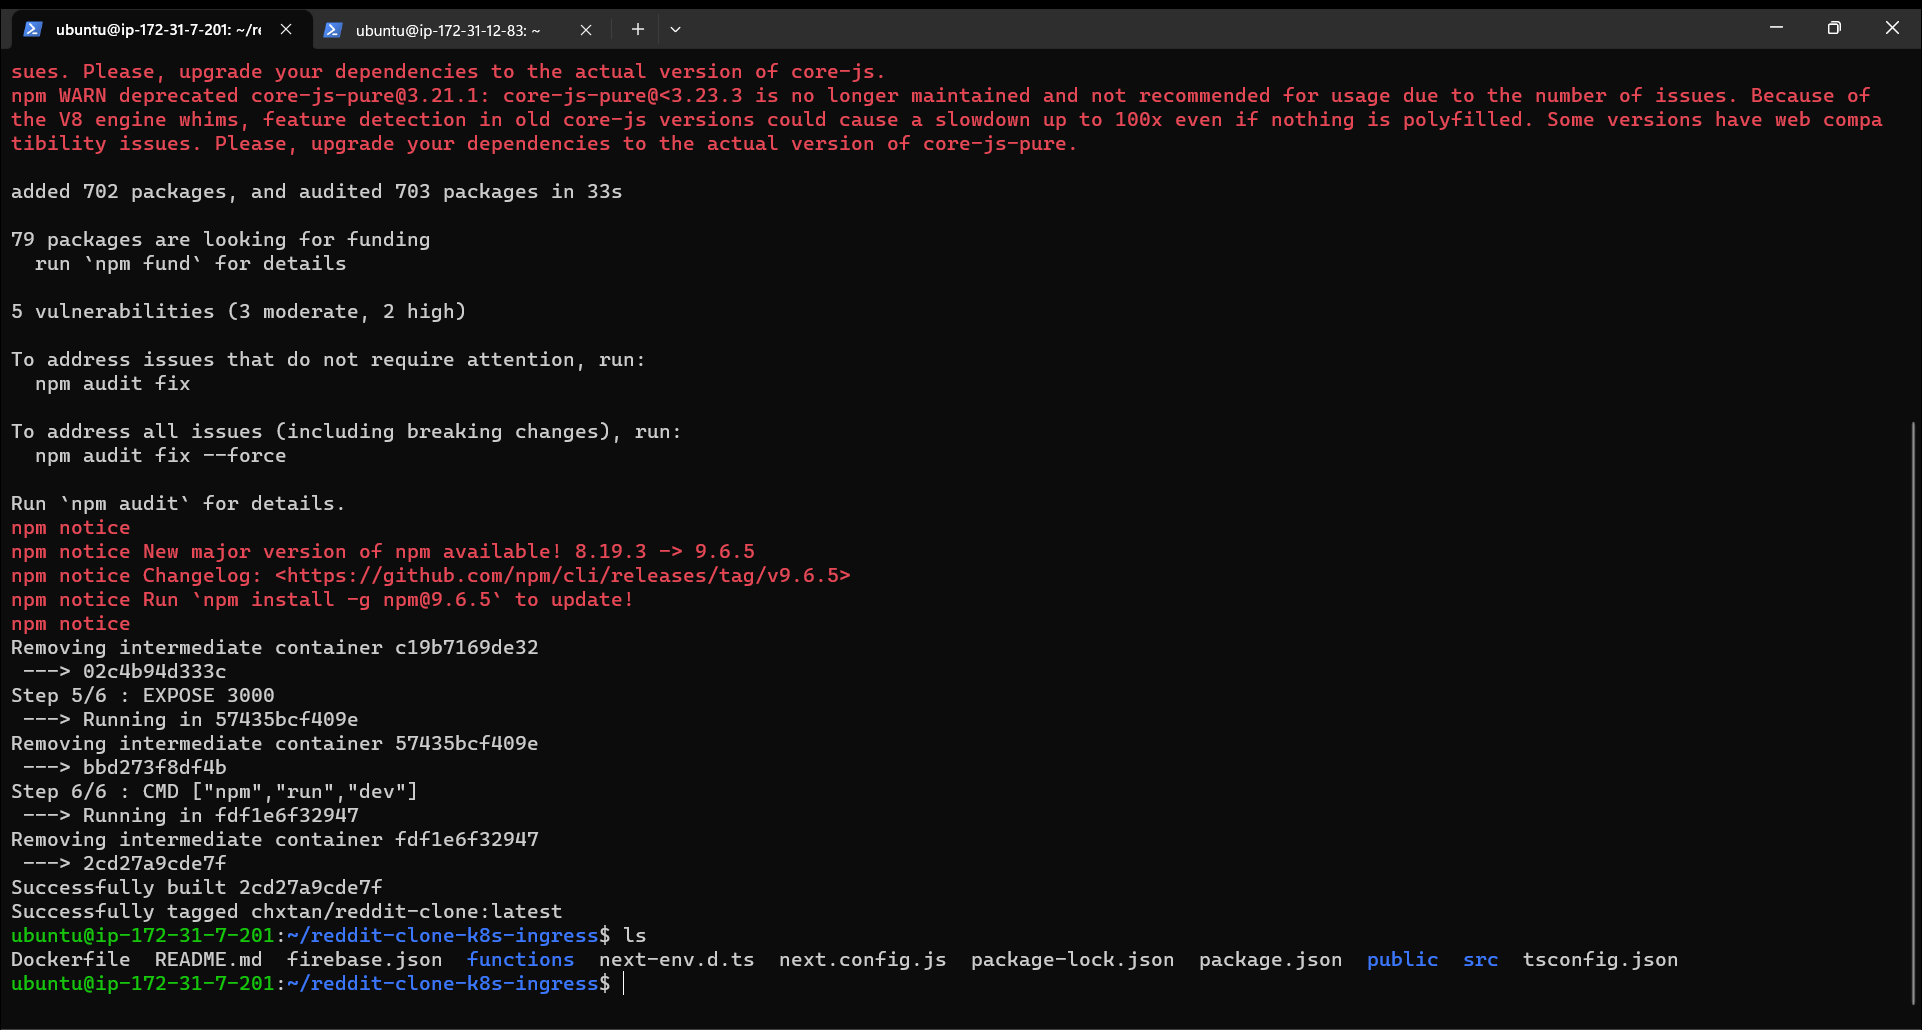 ubuntu@ip-172-31-7-201: ~/re
ubuntu@ip-172-31-12-83: ~
sues. Please, upgrade your dependencies to the actual version of core-js.
npm WARN deprecated core-js-pure@3.21.1: core-js-pure@<3.23.3 is no longer maintained and not recommended for usage due to the number of issues. Because of
the V8 engine whims, feature detection in old core-js versions could cause a slowdown up to 100x even if nothing is polyfilled. Some versions have web compa
tibility issues. Please, upgrade your dependencies to the actual version of core-js-pure.
added 702 packages, and audited 703 packages in 33s
79 packages are looking for funding
  run `npm fund` for details
5 vulnerabilities (3 moderate, 2 high)
To address issues that do not require attention, run:
  npm audit fix
To address all issues (including breaking changes), run:
  npm audit fix --force
Run `npm audit` for details.
npm notice
npm notice New major version of npm available! 8.19.3 -> 9.6.5
npm notice Changelog: <https://github.com/npm/cli/releases/tag/v9.6.5>
npm notice Run `npm install -g npm@9.6.5` to update!
npm notice
Removing intermediate container c19b7169de32
 ---> 02c4b94d333c
Step 5/6 : EXPOSE 3000
 ---> Running in 57435bcf409e
Removing intermediate container 57435bcf409e
 ---> bbd273f8df4b
Step 6/6 : CMD ["npm","run","dev"]
 ---> Running in fdf1e6f32947
Removing intermediate container fdf1e6f32947
 ---> 2cd27a9cde7f
Successfully built 2cd27a9cde7f
Successfully tagged chxtan/reddit-clone:latest
ubuntu@ip-172-31-7-201:~/reddit-clone-k8s-ingress$ ls
Dockerfile  README.md  firebase.json  functions  next-env.d.ts  next.config.js  package-lock.json  package.json  public  src  tsconfig.json
ubuntu@ip-172-31-7-201:~/reddit-clone-k8s-ingress$